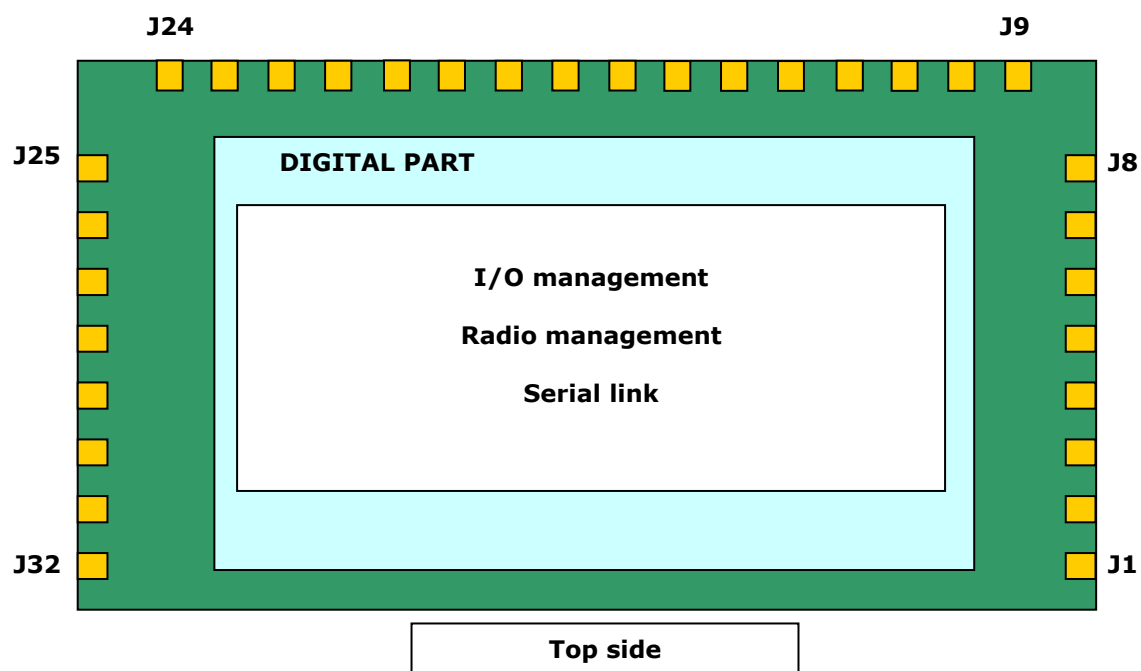 J24
J9
J25
DIGITAL PART
J8
I/O management
Radio management
Serial link
J32
J1
Top side